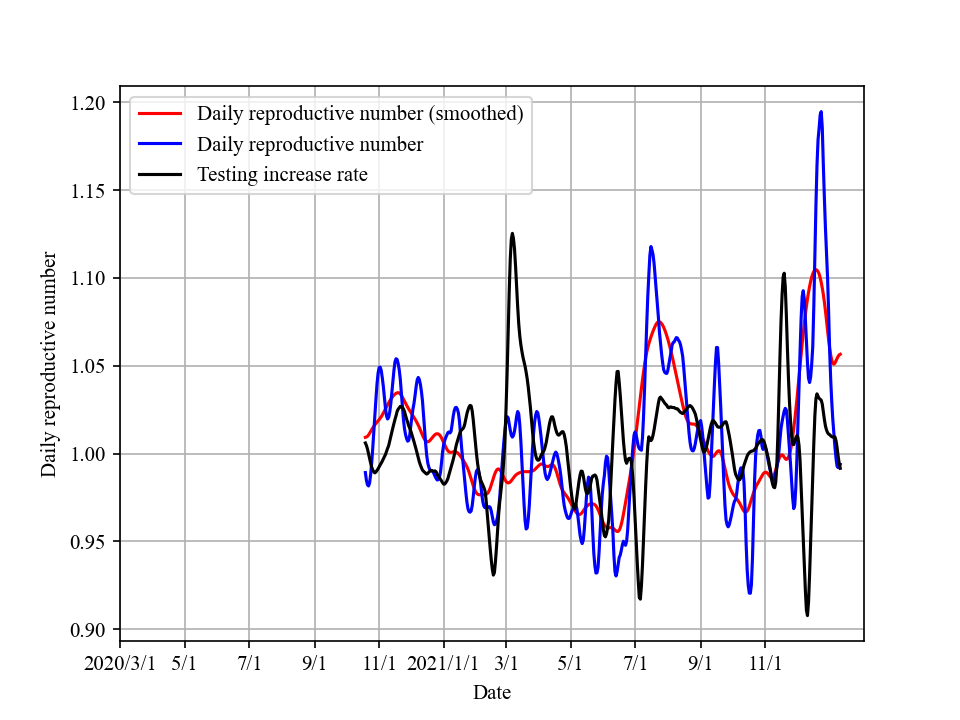 Daily reproductive number (smoothed)
Daily reproductive number
Testing increase rate
Daily reproductive number
1.20
1.15
1.10
1.05
1.00
0.95
0.90
2020/3/1 5/1 7/1 9/1 11/1 2021/1/1 3/1 5/1 7/1 9/1 11/1
Date